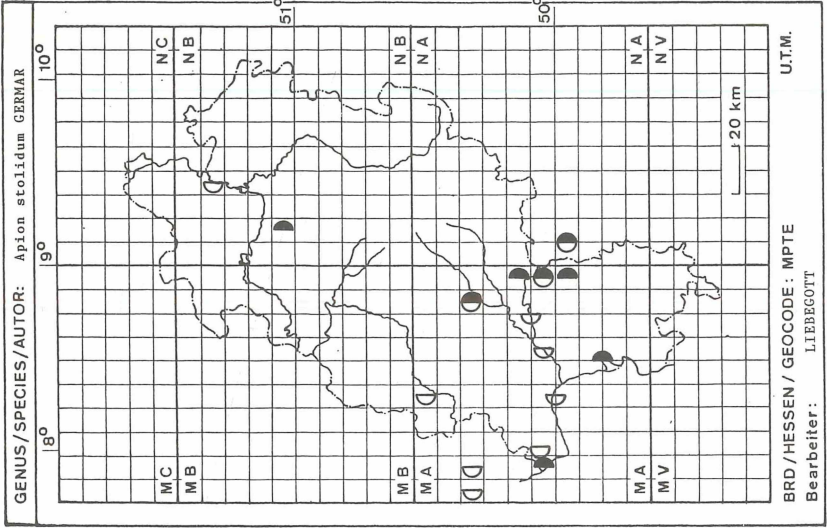 GENUS/SPECIES/AUTOR: Apion stolidum GERMAR
8° 9° 10°
MC NC
MB NB
51°
MB NB
MA NA
50°
MA NA
MV NV
20 km
BRD/HESSEN/GEOCODE: MPTE U.T.M.
Bearbeiter: LIEBEGOTT